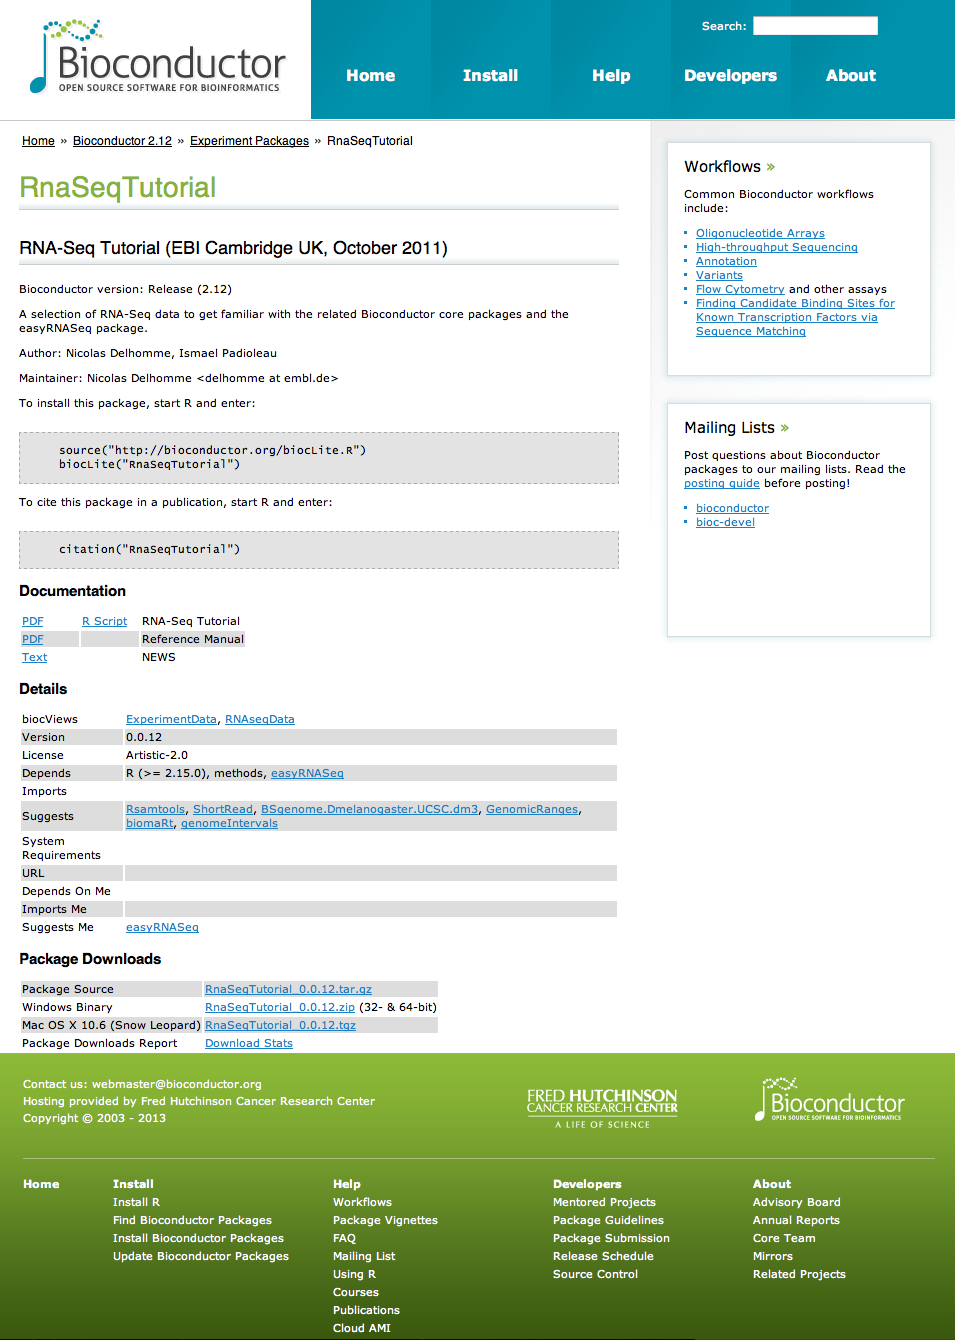 Bioconductor
OPEN SOURCE SOFTWARE FOR BIOINFORMATICS
Search:
Home Install Help Developers About
Home » Bioconductor 2.12 » Experiment Packages » RnaSeqTutorial
RnaSeqTutorial
RNA-Seq Tutorial (EBI Cambridge UK, October 2011)
Bioconductor version: Release (2.12)
A selection of RNA-Seq data to get familiar with the related Bioconductor core packages and the
easyRNASeq package.
Author: Nicolas Delhomme, Ismael Padioleau
Maintainer: Nicolas Delhomme <delhomme at embl.de>
To install this package, start R and enter:
source("http://bioconductor.org/biocLite.R")
biocLite("RnaSeqTutorial")
To cite this package in a publication, start R and enter:
citation("RnaSeqTutorial")
Documentation
PDF R Script RNA-Seq Tutorial
PDF Reference Manual
Text NEWS
Details
biocViews ExperimentData, RNAseqData
Version 0.0.12
License Artistic-2.0
Depends R (>= 2.15.0), methods, easyRNASeq
Imports
Suggests Rsamtools, ShortRead, BSgenome.Dmelanogaster.UCSC.dm3, GenomicRanges,
biomaRt, genomeIntervals
System
Requirements
URL
Depends On Me
Imports Me
Suggests Me easyRNASeq
Package Downloads
Package Source RnaSeqTutorial_0.0.12.tar.gz
Windows Binary RnaSeqTutorial_0.0.12.zip (32- & 64-bit)
Mac OS X 10.6 (Snow Leopard) RnaSeqTutorial_0.0.12.tgz
Package Downloads Report Download Stats
Workflows »
Common Bioconductor workflows
include:
Oligonucleotide Arrays
High-throughput Sequencing
Annotation
Variants
Flow Cytometry and other assays
Finding Candidate Binding Sites for
Known Transcription Factors via
Sequence Matching
Mailing Lists »
Post questions about Bioconductor
packages to our mailing lists. Read the
posting guide before posting!
bioconductor
bioc-devel
Contact us: webmaster@bioconductor.org
Hosting provided by Fred Hutchinson Cancer Research Center
Copyright © 2003 - 2013
FRED HUTCHINSON
CANCER RESEARCH CENTER
A LIFE OF SCIENCE
Bioconductor
OPEN SOURCE SOFTWARE FOR BIOINFORMATICS
Home
Install
Install R
Find Bioconductor Packages
Install Bioconductor Packages
Update Bioconductor Packages
Help
Workflows
Package Vignettes
FAQ
Mailing List
Using R
Courses
Publications
Cloud AMI
Developers
Mentored Projects
Package Guidelines
Package Submission
Release Schedule
Source Control
About
Advisory Board
Annual Reports
Core Team
Mirrors
Related Projects